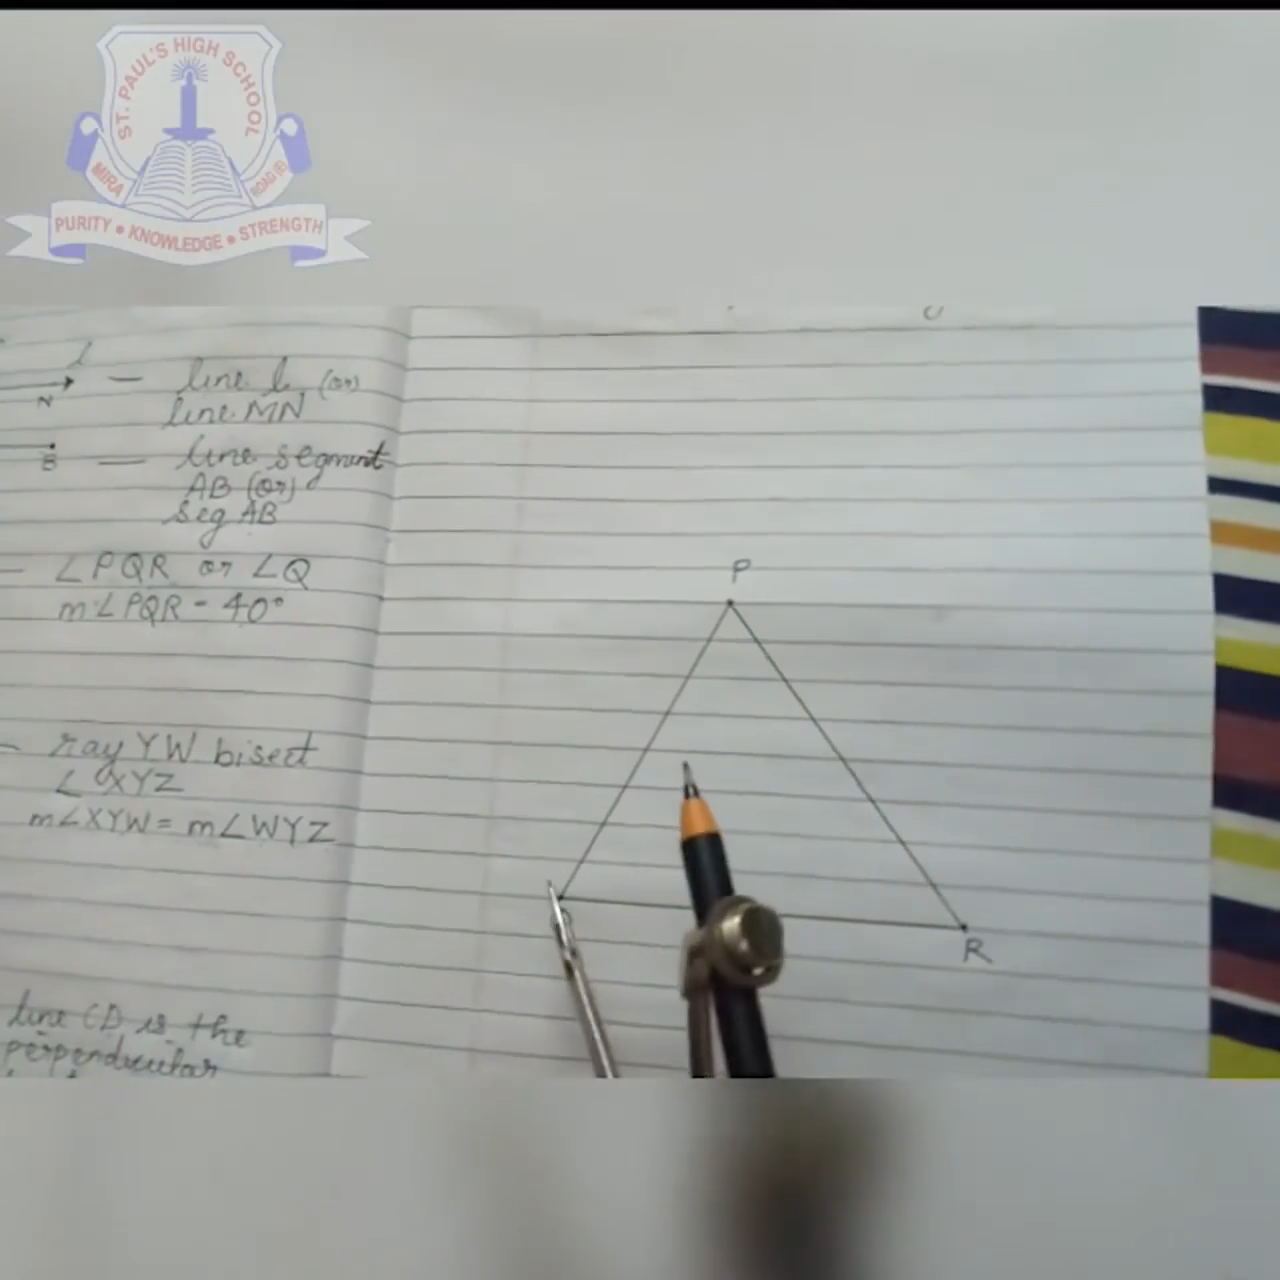 ST. PAUL'S HIGH SCHOOL
MIRA ROAD (E)
PURITY • KNOWLEDGE • STRENGTH
l
N
— line l (or)
line MN
B
— line segment
AB (or)
seg AB
— ∠PQR or ∠Q
m∠PQR - 40°
— ray YW bisect
∠ XYZ
m∠XYW = m∠WYZ
line CD is the
perpendicular
P
R